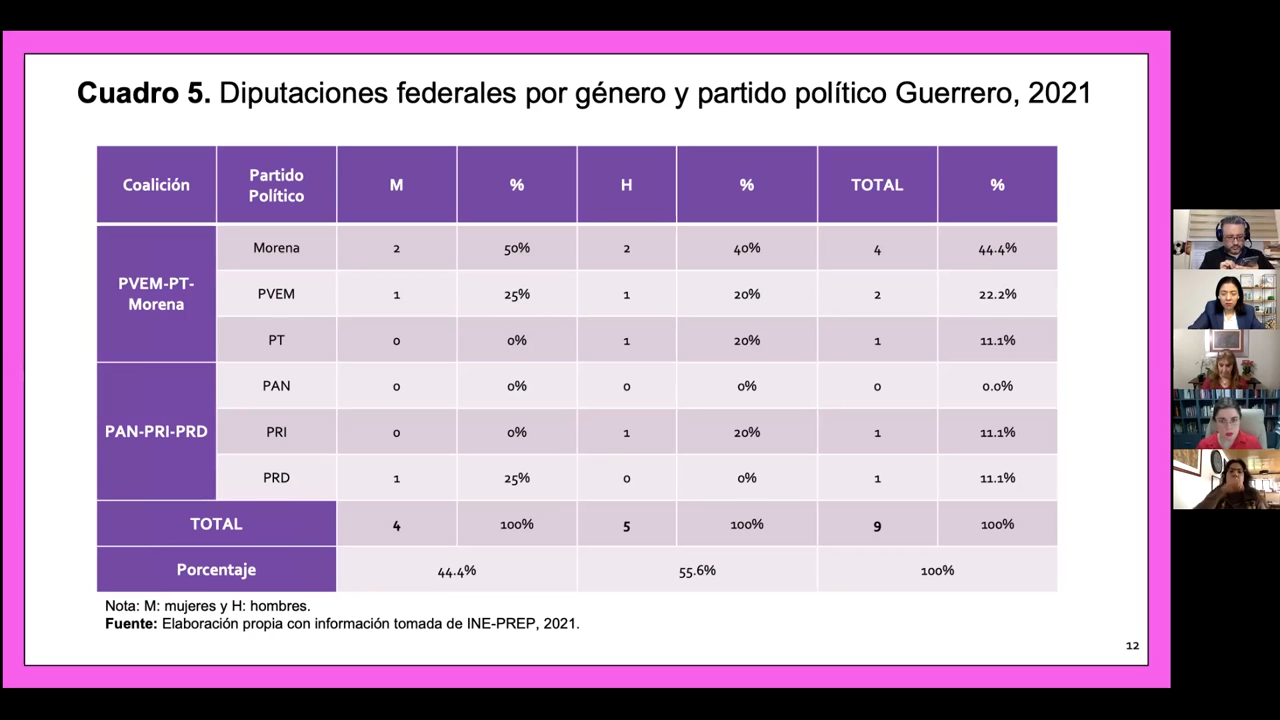 Cuadro 5. Diputaciones federales por género y partido político Guerrero, 2021
Coalición Partido Político M % H % TOTAL %
PVEM-PT-Morena
Morena 2 50% 2 40% 4 44.4%
PVEM 1 25% 1 20% 2 22.2%
PT 0 0% 1 20% 1 11.1%
PAN-PRI-PRD
PAN 0 0% 0 0% 0 0.0%
PRI 0 0% 1 20% 1 11.1%
PRD 1 25% 0 0% 1 11.1%
TOTAL 4 100% 5 100% 9 100%
Porcentaje 44.4% 55.6% 100%
Nota: M: mujeres y H: hombres.
Fuente: Elaboración propia con información tomada de INE-PREP, 2021.
12